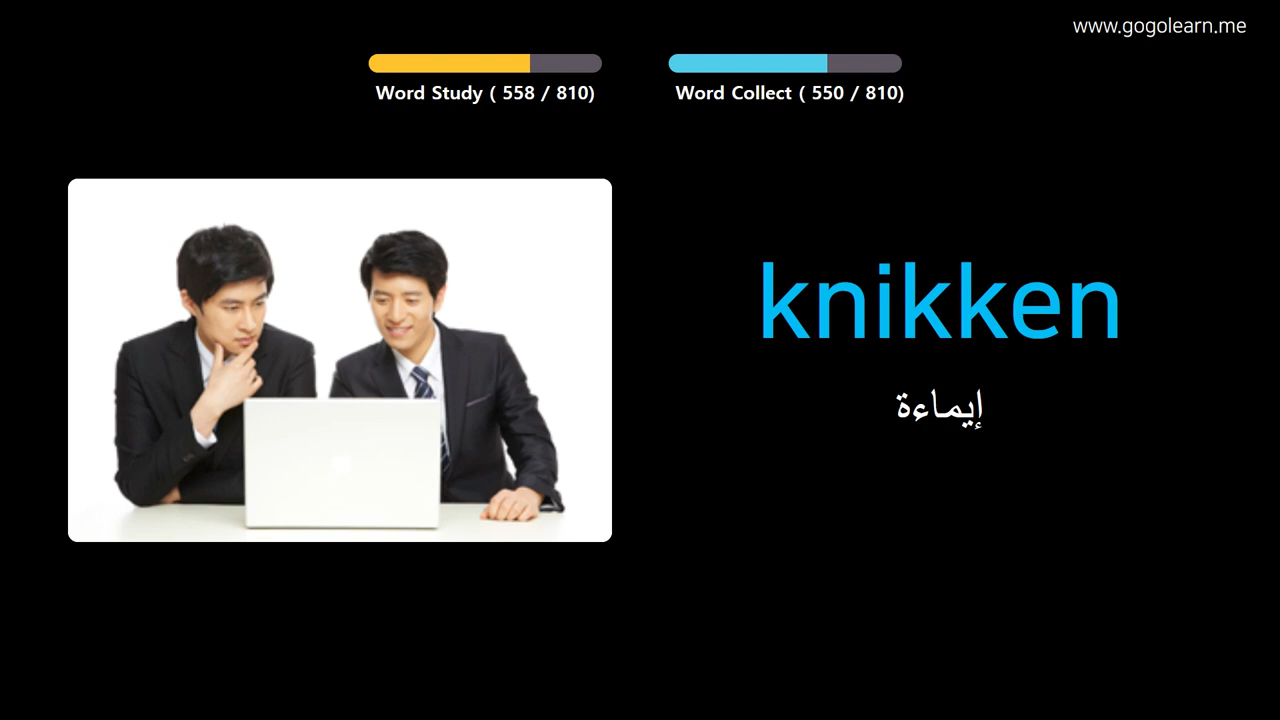 www.gogolearn.me
Word Study ( 558 / 810)
Word Collect ( 550 / 810)
knikken
إيماءة